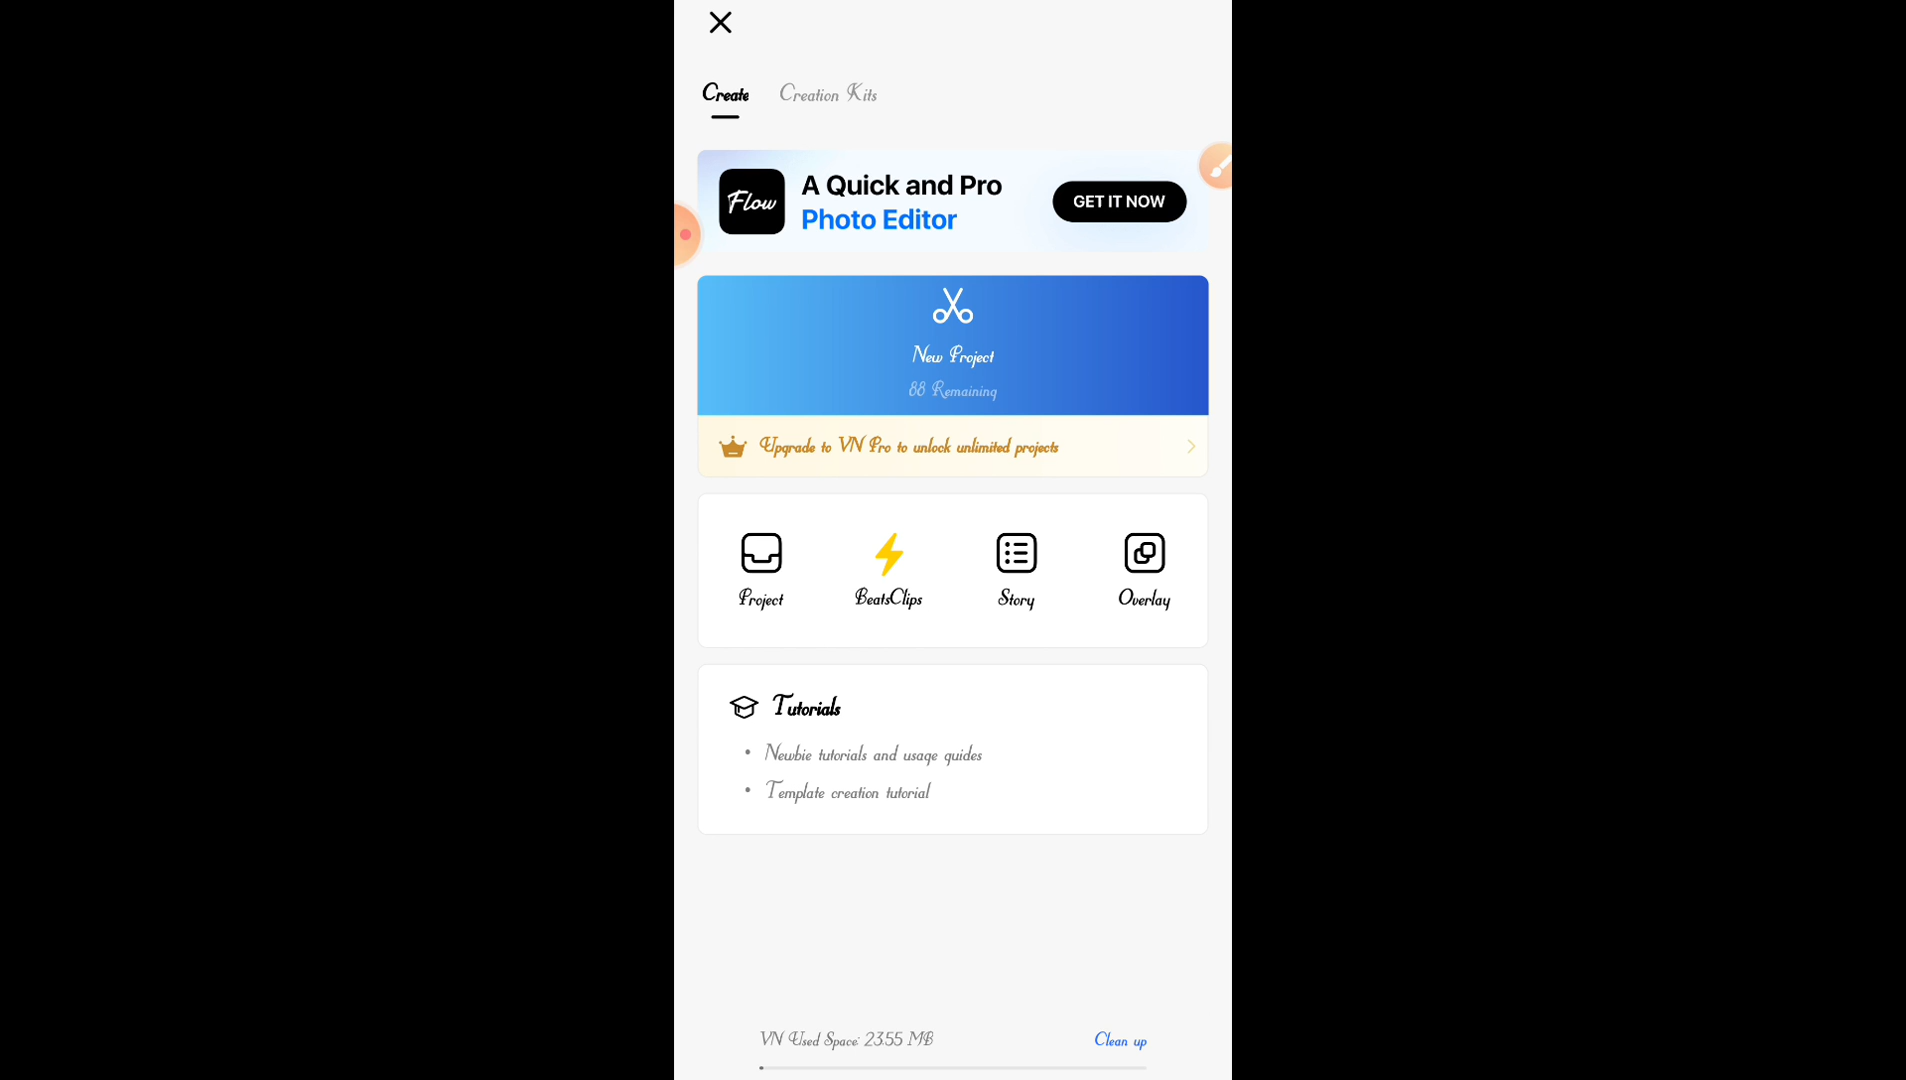 Create
Creation Kits
Flow
A Quick and Pro
Photo Editor
GET IT NOW
New Project
88 Remaining
Upgrade to VN Pro to unlock unlimited projects
Project
BeatsClips
Story
Overlay
Tutorials
• Newbie tutorials and usage guides
• Template creation tutorial
VN Used Space: 23.55 MB
Clean up